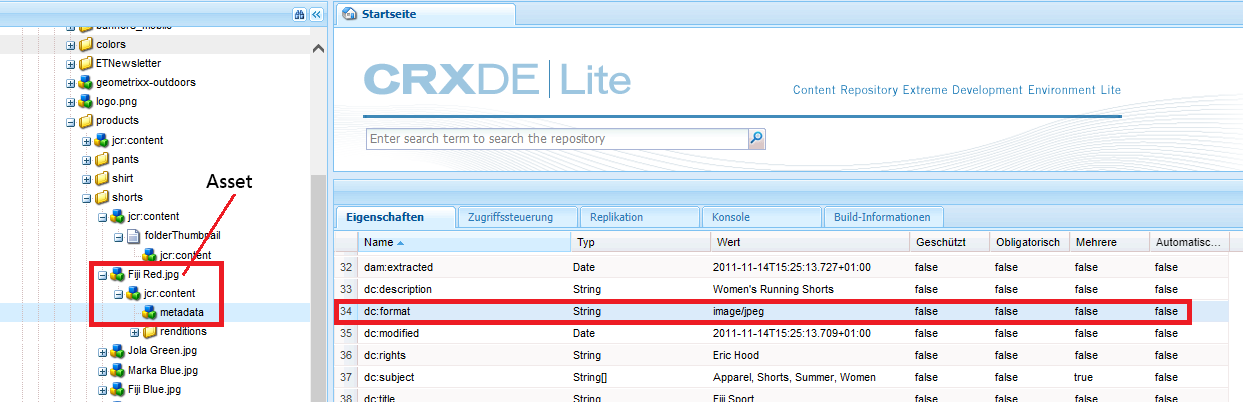 banners_mobile
colors
ETNewsletter
geometrixx-outdoors
logo.png
products
jcr:content
pants
shirt
shorts
Asset
jcr:content
folderThumbnail
jcr:content
Fiji Red.jpg
jcr:content
metadata
renditions
Jola Green.jpg
Marka Blue.jpg
Fiji Blue.jpg
Startseite
CRXDE Lite
Content Repository Extreme Development Environment Lite
Enter search term to search the repository
Eigenschaften Zugriffssteuerung Replikation Konsole Build-Informationen
Name Typ Wert Geschützt Obligatorisch Mehrere Automatisc...
32 dam:extracted Date 2011-11-14T15:25:13.727+01:00 false false false false
33 dc:description String Women's Running Shorts false false false false
34 dc:format String image/jpeg false false false false
35 dc:modified Date 2011-11-14T15:25:13.709+01:00 false false false false
36 dc:rights String Eric Hood false false false false
37 dc:subject String[] Apparel, Shorts, Summer, Women false false true false
38 dc:title String Fiji Sport false false false false